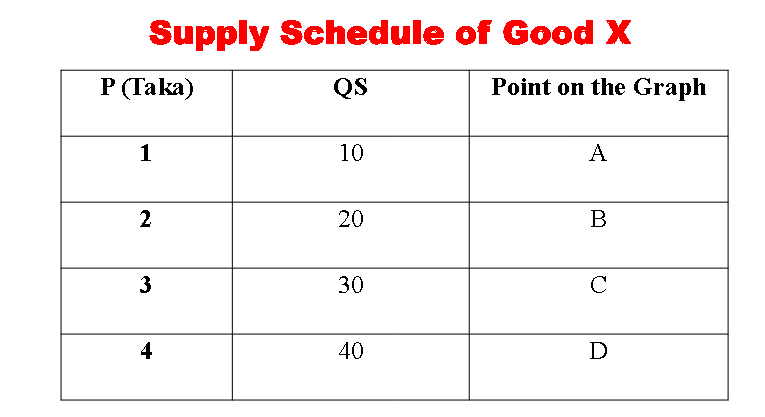 Supply Schedule of Good X
P (Taka) QS Point on the Graph
1 10 A
2 20 B
3 30 C
4 40 D